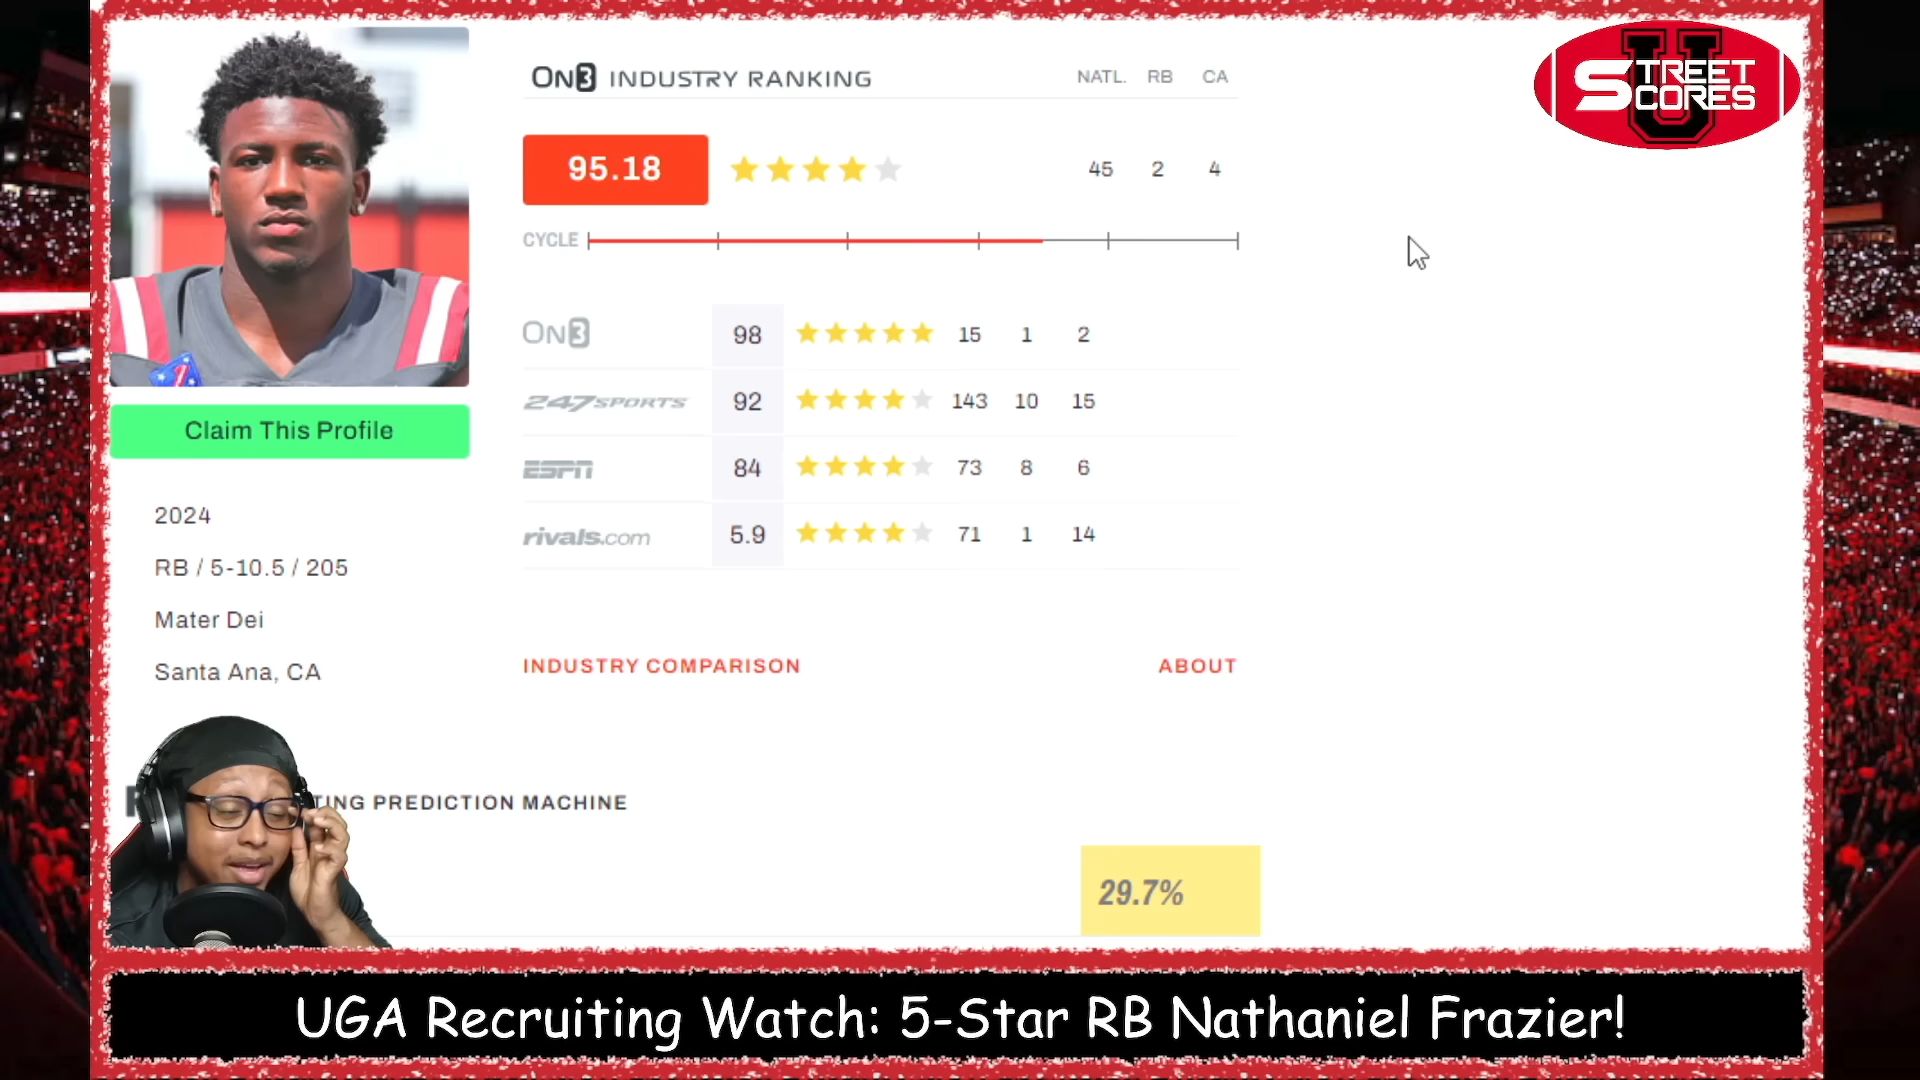 ON3 INDUSTRY RANKING NATL. RB CA
95.18 45 2 4
CYCLE
ON3 98 15 1 2
247SPORTS 92 143 10 15
ESPN 84 73 8 6
rivals.com 5.9 71 1 14
INDUSTRY COMPARISON ABOUT
Claim This Profile
2024
RB / 5-10.5 / 205
Mater Dei
Santa Ana, CA
TING PREDICTION MACHINE
29.7%
U
STREET
SCORES
UGA Recruiting Watch: 5-Star RB Nathaniel Frazier!